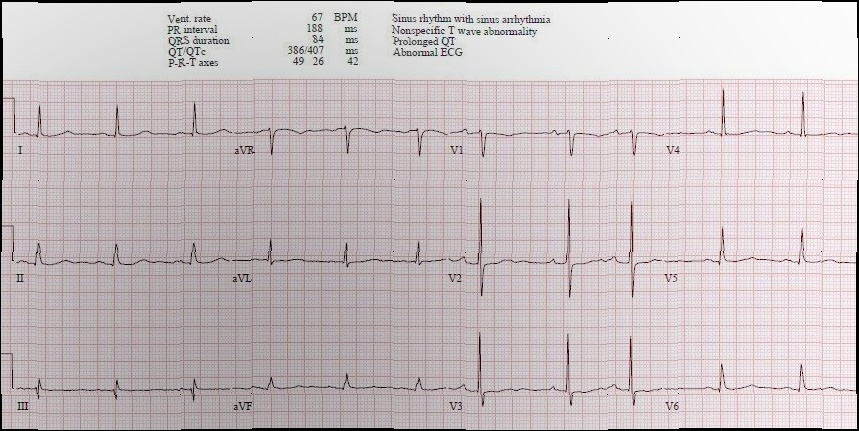 Vent. rate 67 BPM
PR interval 188 ms
QRS duration 84 ms
QT/QTc 386/407 ms
P-R-T axes 49 26 42
Sinus rhythm with sinus arrhythmia
Nonspecific T wave abnormality
Prolonged QT
Abnormal ECG
I aVR V1 V4
II aVL V2 V5
III aVF V3 V6